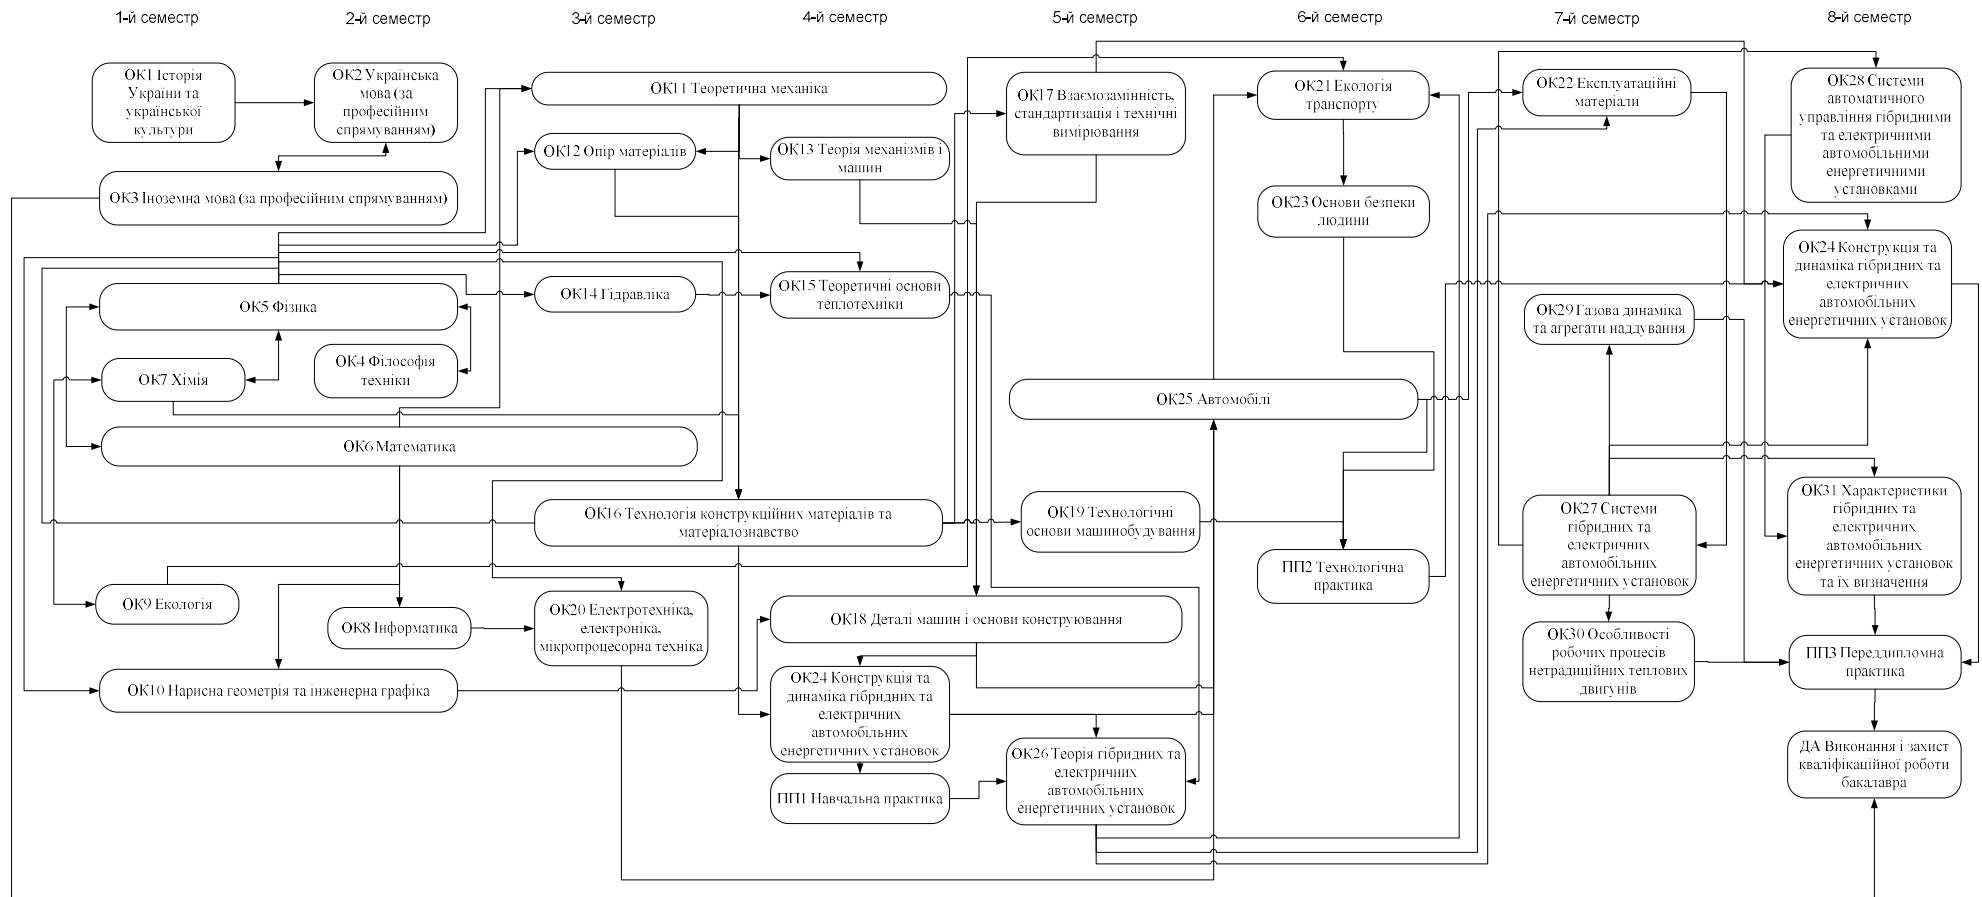 1-й семестр
2-й семестр
3-й семестр
4-й семестр
5-й семестр
6-й семестр
7-й семестр
8-й семестр
ОК1 Історія
України та
української
культури
ОК2 Українська
мова (за
професійним
спрямуванням)
ОК3 Іноземна мова (за професійним спрямуванням)
ОК5 Фізика
ОК4 Філософія
техніки
ОК7 Хімія
ОК6 Математика
ОК9 Екологія
ОК8 Інформатика
ОК10 Нарисна геометрія та інженерна графіка
ОК11 Теоретична механіка
ОК12 Опір матеріалів
ОК13 Теорія механізмів і
машин
ОК14 Гідравліка
ОК15 Теоретичні основи
теплотехніки
ОК16 Технологія конструкційних матеріалів та
матеріалознавство
ОК20 Електротехніка,
електроніка,
мікропроцесорна техніка
ОК18 Деталі машин і основи конструювання
ОК24 Конструкція та
динаміка гібридних та
електричних
автомобільних
енергетичних установок
ПП1 Навчальна практика
ОК17 Взаємозамінність,
стандартизація і технічні
вимірювання
ОК25 Автомобілі
ОК19 Технологічні
основи машинобудування
ОК26 Теорія гібридних та
електричних
автомобільних
енергетичних установок
ОК21 Екологія
транспорту
ОК23 Основи безпеки
людини
ПП2 Технологічна
практика
ОК22 Експлуатаційні
матеріали
ОК29 Газова динаміка
та агрегати наддування
ОК27 Системи
гібридних та
електричних
автомобільних
енергетичних установок
ОК30 Особливості
робочих процесів
нетрадиційних теплових
двигунів
ОК28 Системи
автоматичного
управління гібридними
та електричними
автомобільними
енергетичними
установками
ОК24 Конструкція та
динаміка гібридних та
електричних
автомобільних
енергетичних установок
ОК31 Характеристики
гібридних та
електричних
автомобільних
енергетичних установок
та їх визначення
ПП3 Переддипломна
практика
ДА Виконання і захист
кваліфікаційної роботи
бакалавра